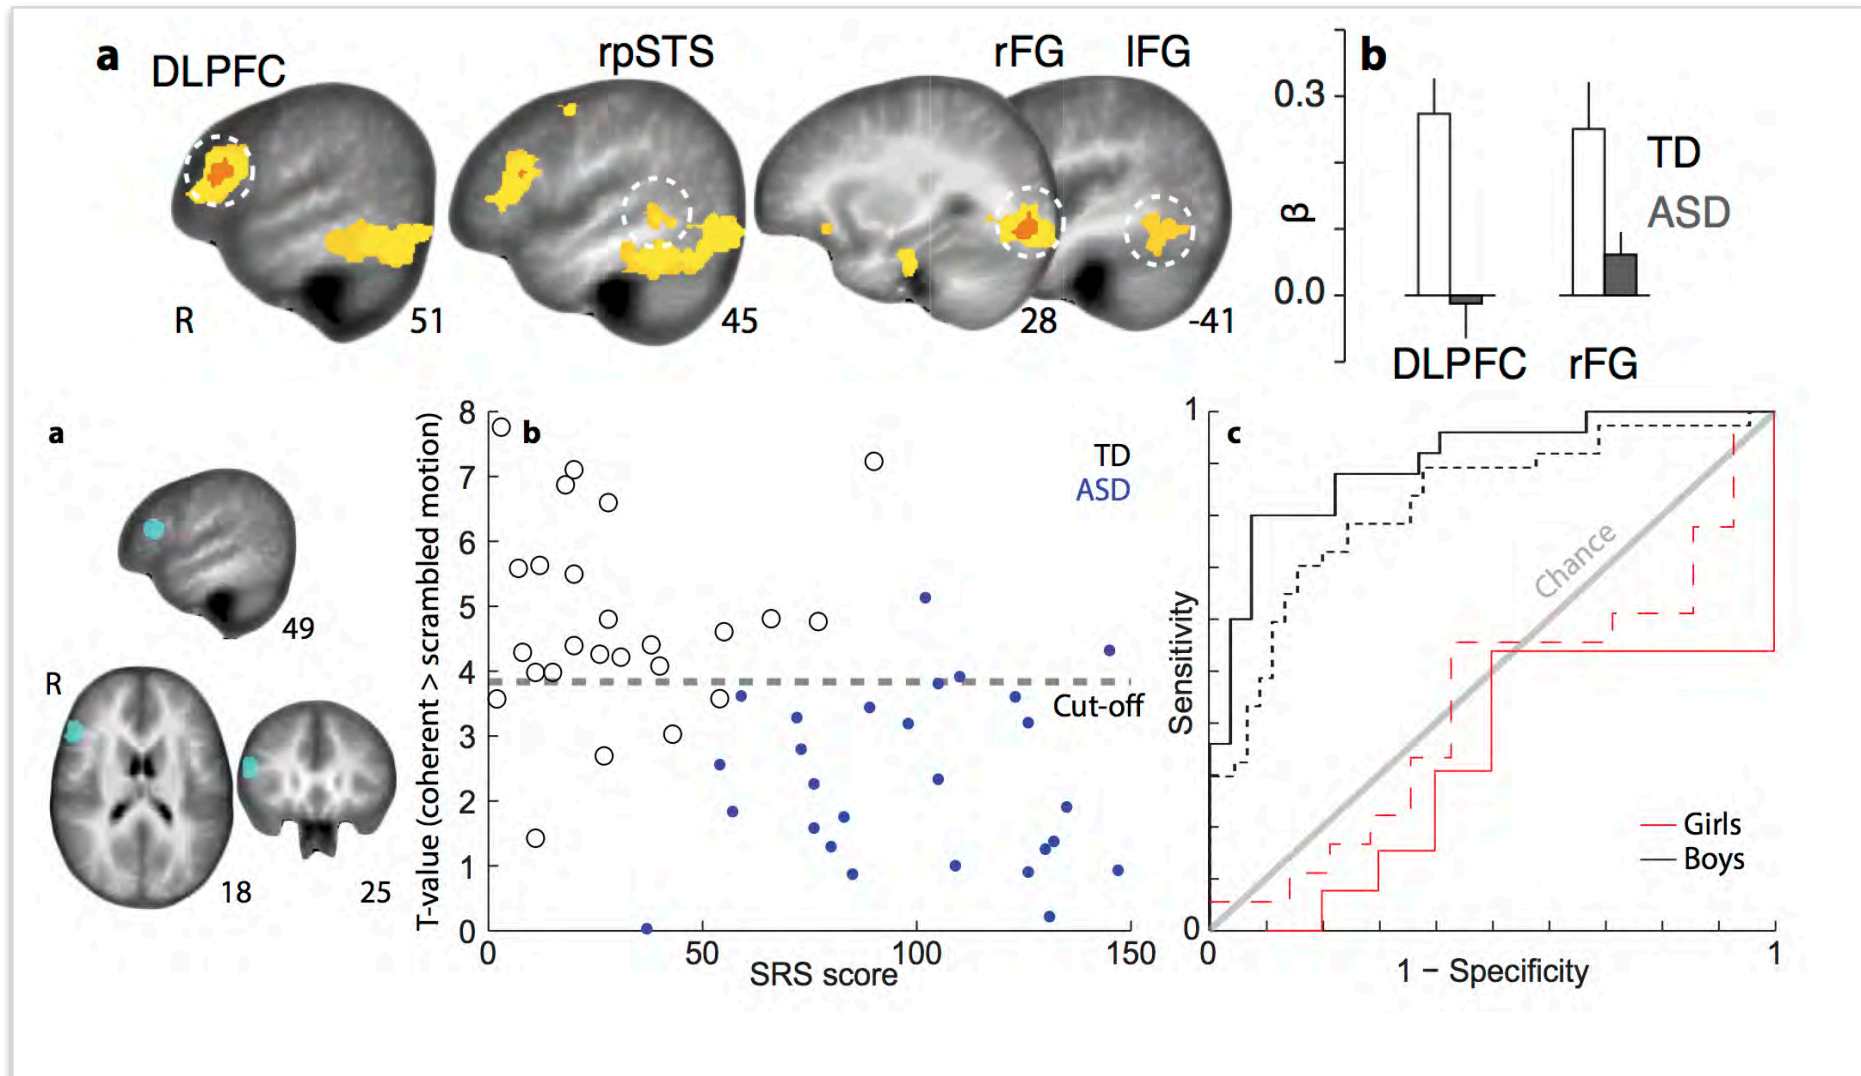 a
DLPFC
rpSTS
rFG
lFG
R
51
45
28
-41
b
0.3
0.0
β
TD
ASD
DLPFC
rFG
a
49
R
18
25
b
T-value (coherent > scrambled motion)
8
7
6
5
4
3
2
1
0
0
50
100
150
SRS score
TD
ASD
Cut-off
c
Sensitivity
1
0
Chance
Girls
Boys
0
1 − Specificity
1